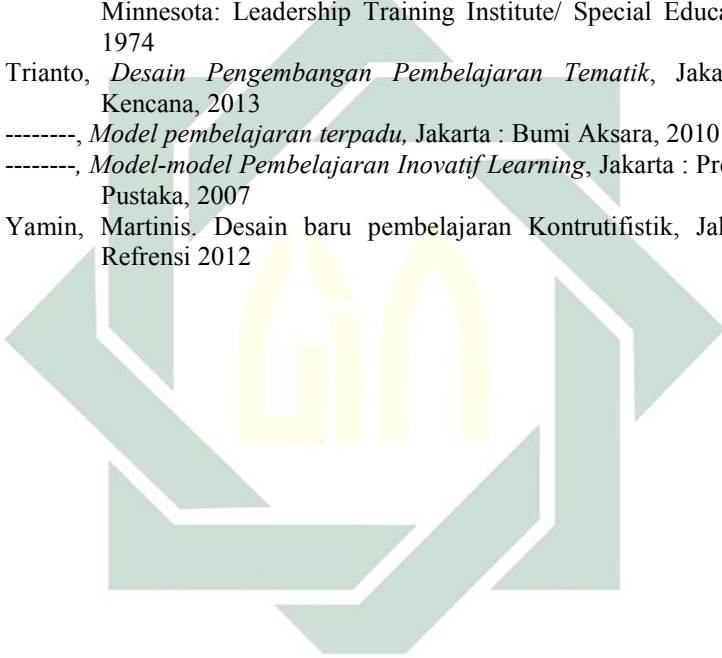 Minnesota: Leadership Training Institute/ Special Educa
1974
Trianto, Desain Pengembangan Pembelajaran Tematik, Jaka
Kencana, 2013
--------, Model pembelajaran terpadu, Jakarta : Bumi Aksara, 2010
--------, Model-model Pembelajaran Inovatif Learning, Jakarta : Pre
Pustaka, 2007
Yamin, Martinis. Desain baru pembelajaran Kontrutifistik, Jak
Refrensi 2012